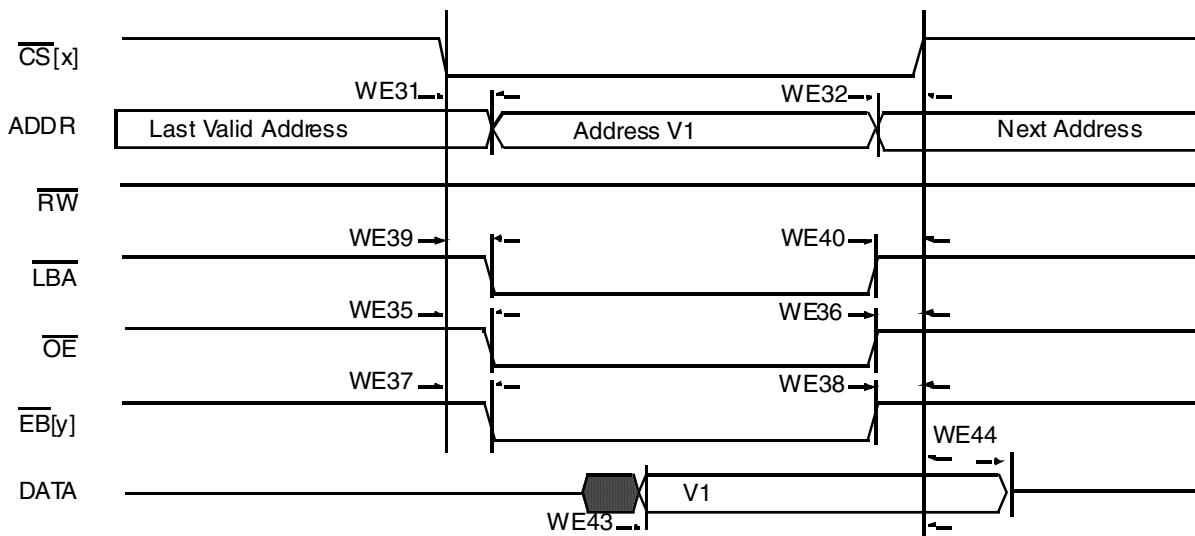 CS[x]
WE31
WE32
ADDR
Last Valid Address
Address V1
Next Address
RW
WE39
WE40
LBA
WE35
WE36
OE
WE37
WE38
EB[y]
WE44
DATA
V1
WE43